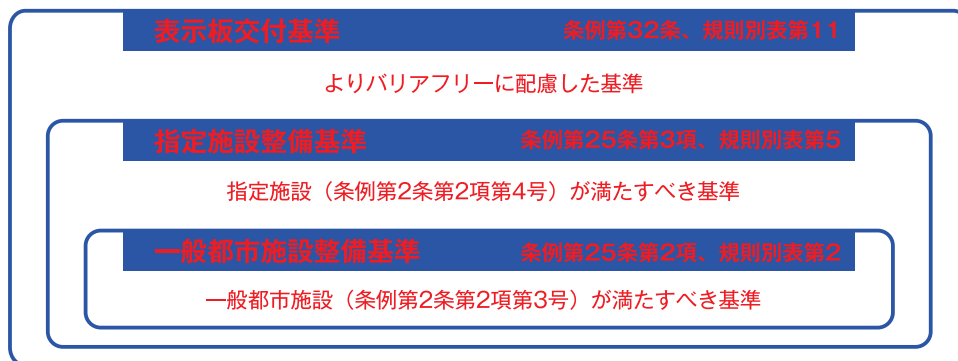 表示板交付基準 条例第32条、規則別表第11
よりバリアフリーに配慮した基準
指定施設整備基準 条例第25条第3項、規則別表第5
指定施設（条例第2条第2項第4号）が満たすべき基準
一般都市施設整備基準 条例第25条第2項、規則別表第2
一般都市施設（条例第2条第2項第3号）が満たすべき基準